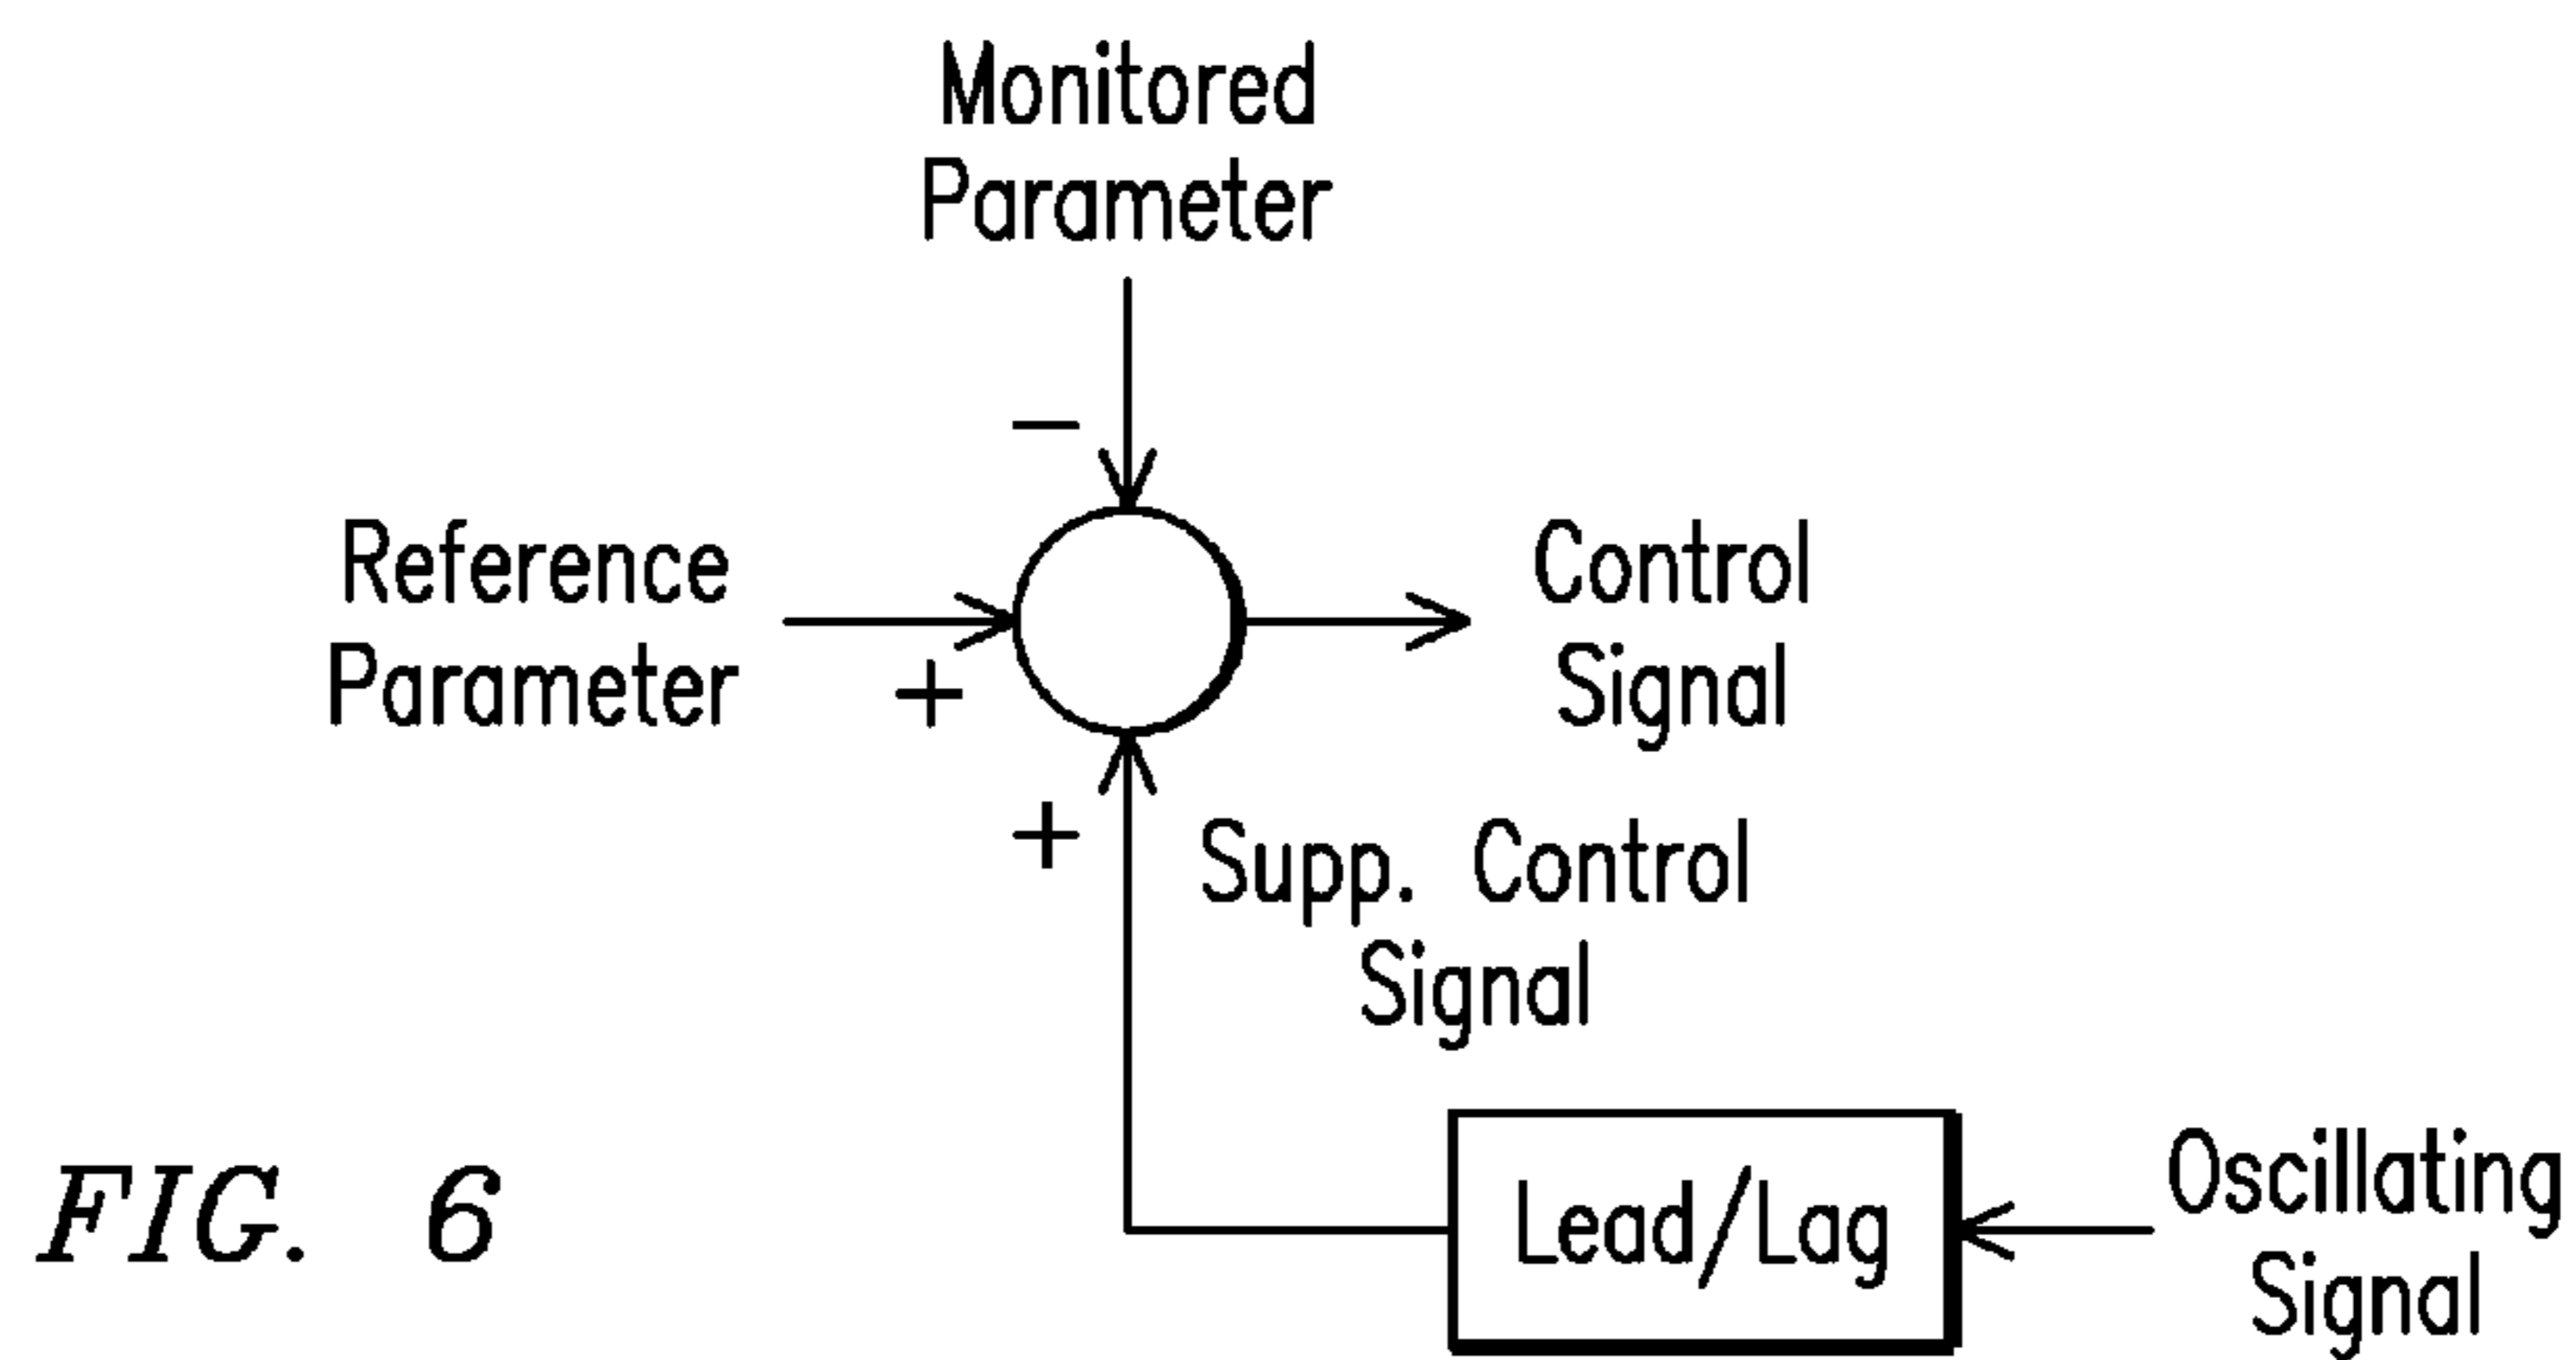 Monitored
Parameter
−
Reference
Parameter
+
Control
Signal
+
Supp. Control
Signal
Lead/Lag
Oscillating
Signal
FIG. 6